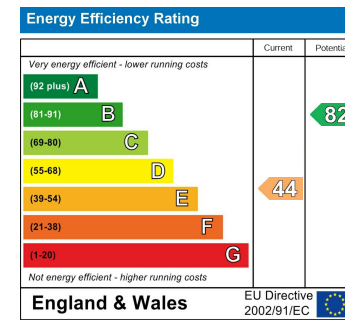 Energy Efficiency Rating
Current Potentia
Very energy efficient - lower running costs
(92 plus) A
(81-91) B 82
(69-80) C
(55-68) D
(39-54) E 44
(21-38) F
(1-20) G
Not energy efficient - higher running costs
England & Wales EU Directive
2002/91/EC